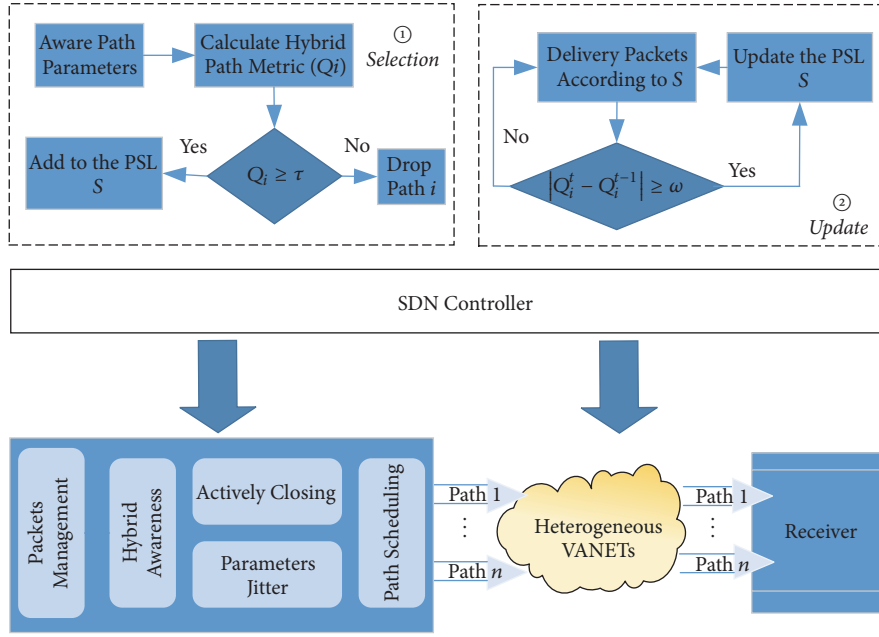 Aware Path
Parameters
Calculate Hybrid
Path Metric (Qi)
①
Selection
Yes
No
Add to the PSL
S
Q_i ≥ τ
Drop
Path i
Delivery Packets
According to S
Update the PSL
S
No
|Q_i^t − Q_i^{t−1}| ≥ ω
Yes
②
Update
SDN Controller
Packets
Management
Hybrid
Awareness
Actively Closing
Parameters
Jitter
Path Scheduling
Path 1
⋮
Path n
Heterogeneous
VANETs
Path 1
⋮
Path n
Receiver